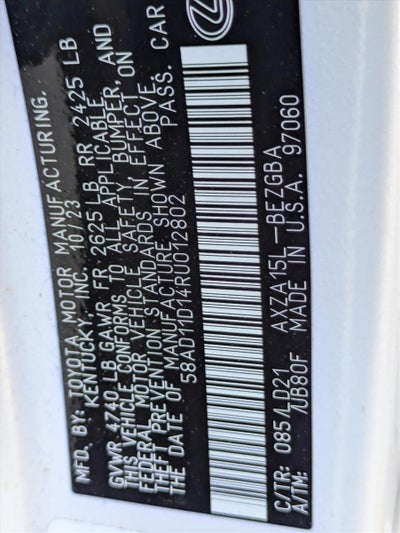 MFD. BY: TOYOTA MOTOR MANUFACTURING.
KENTUCKY, INC. 10/23
GVWR 4740 LB GAWR FR 2625 LB RR 2425 LB
THIS VEHICLE CONFORMS TO ALL APPLICABLE
FEDERAL MOTOR VEHICLE SAFETY BUMPER, AND
THEFT PREVENTION STANDARDS IN EFFECT ON
THE DATE OF MANUFACTURE SHOWN ABOVE.
58AD11D14RU012802 PASS. CAR
C/TR: 085/LD21 AXZA15L-BEZGBA
A/TM: /UB80F MADE IN U.S.A. 97060